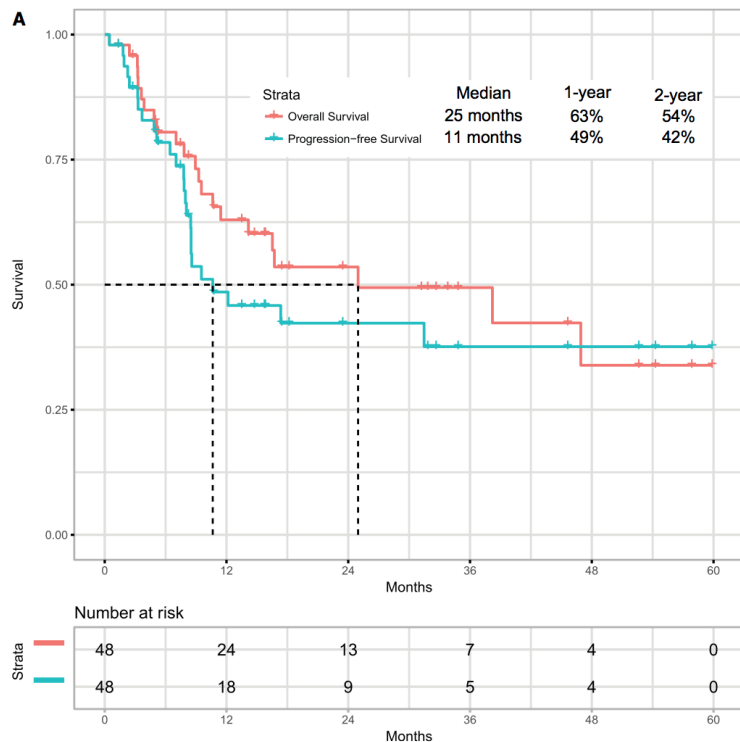 A
1.00
Strata Median 1-year 2-year
Overall Survival 25 months 63% 54%
Progression−free Survival 11 months 49% 42%
0.75
0.50
0.25
0.00
Survival
0 12 24 36 48 60
Months
Number at risk
Strata
48 24 13 7 4 0
48 18 9 5 4 0
0 12 24 36 48 60
Months